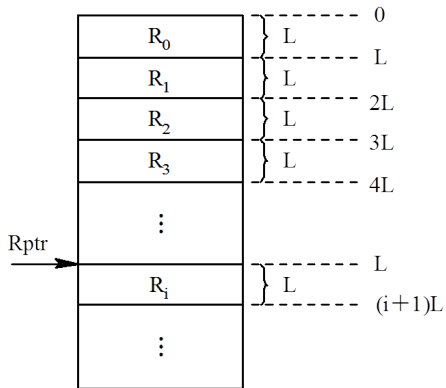 0
R₀ L
L
R₁ L
2L
R₂ L
3L
R₃ L
4L
⋮
Rptr L
Rᵢ L
(i+1)L
⋮